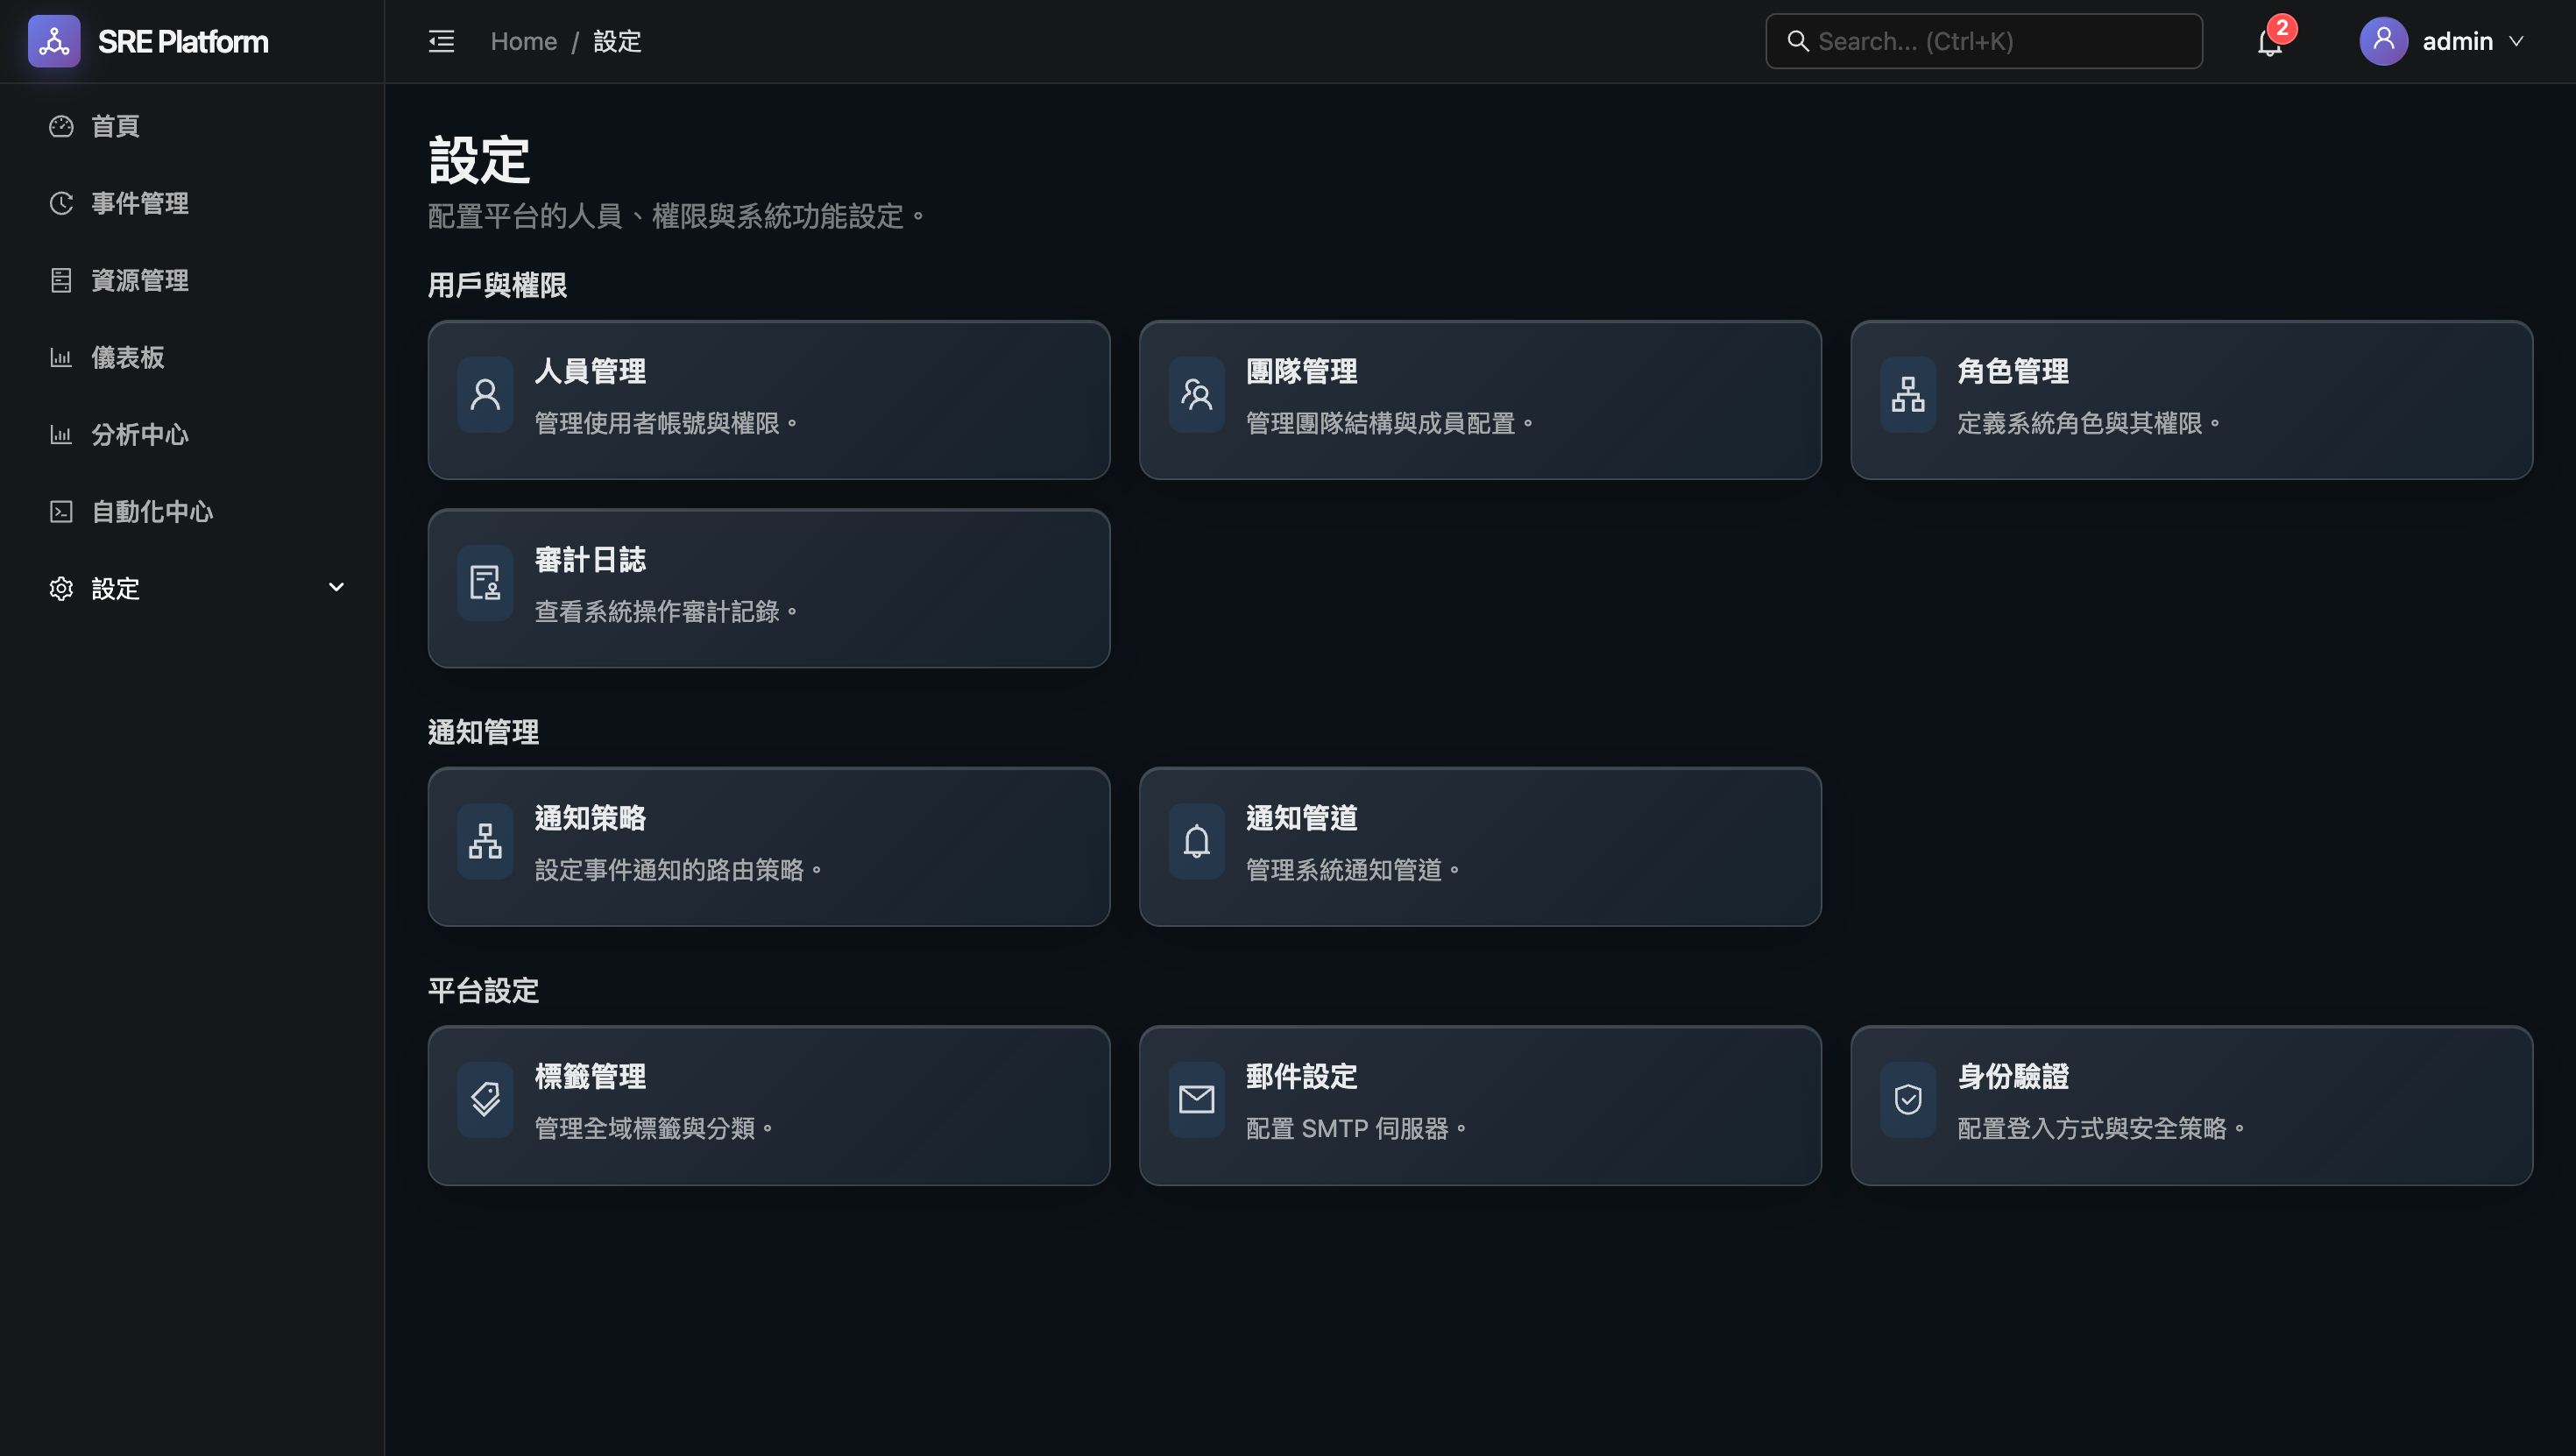 SRE Platform
Home / 設定
Search... (Ctrl+K)
2
admin
首頁
事件管理
資源管理
儀表板
分析中心
自動化中心
設定
設定
配置平台的人員、權限與系統功能設定。
用戶與權限
人員管理
管理使用者帳號與權限。
團隊管理
管理團隊結構與成員配置。
角色管理
定義系統角色與其權限。
審計日誌
查看系統操作審計記錄。
通知管理
通知策略
設定事件通知的路由策略。
通知管道
管理系統通知管道。
平台設定
標籤管理
管理全域標籤與分類。
郵件設定
配置 SMTP 伺服器。
身份驗證
配置登入方式與安全策略。